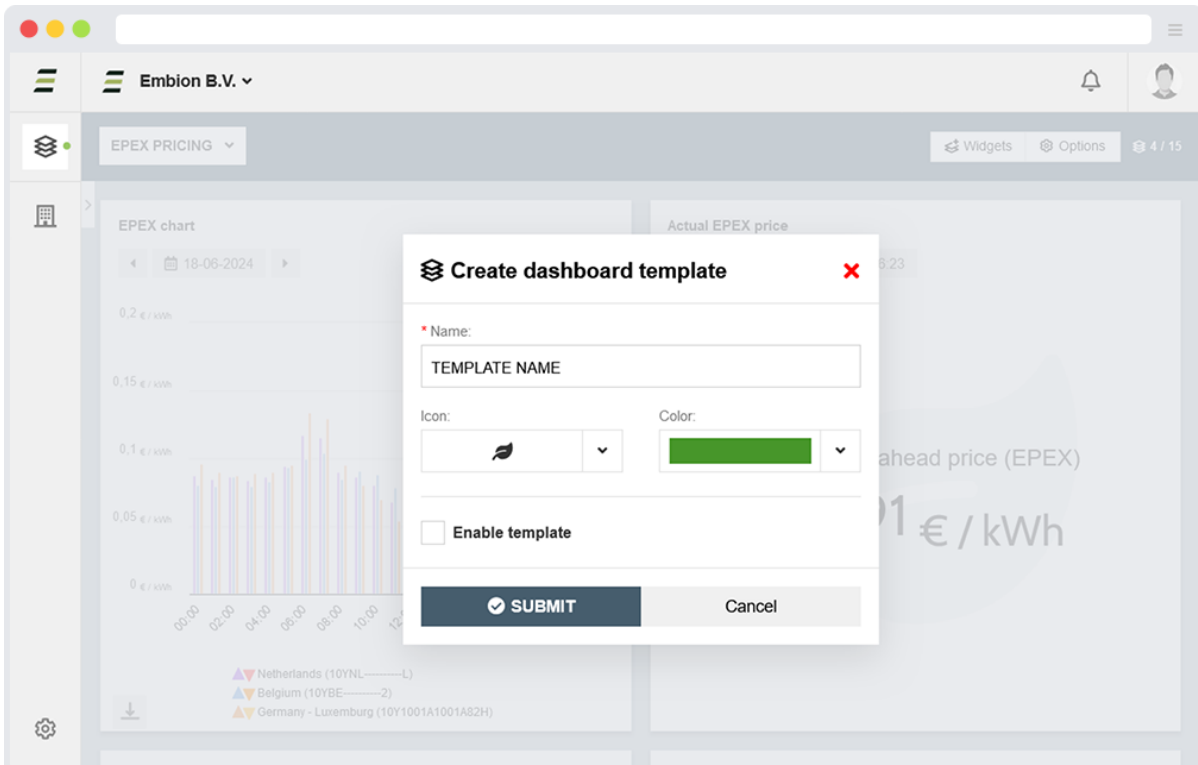 Embion B.V.
EPEX PRICING
Widgets
Options
4 / 15
EPEX chart
Actual EPEX price
18-06-2024
6:23
Create dashboard template
* Name:
TEMPLATE NAME
Icon:
Color:
Enable template
SUBMIT
Cancel
0,2 € / kWh
0,15 € / kWh
0,1 € / kWh
0,05 € / kWh
0 € / kWh
00:00 02:00 04:00 06:00 08:00 10:00
ahead price (EPEX)
91 € / kWh
Netherlands (10YNL----------L)
Belgium (10YBE----------2)
Germany - Luxemburg (10Y1001A1001A82H)